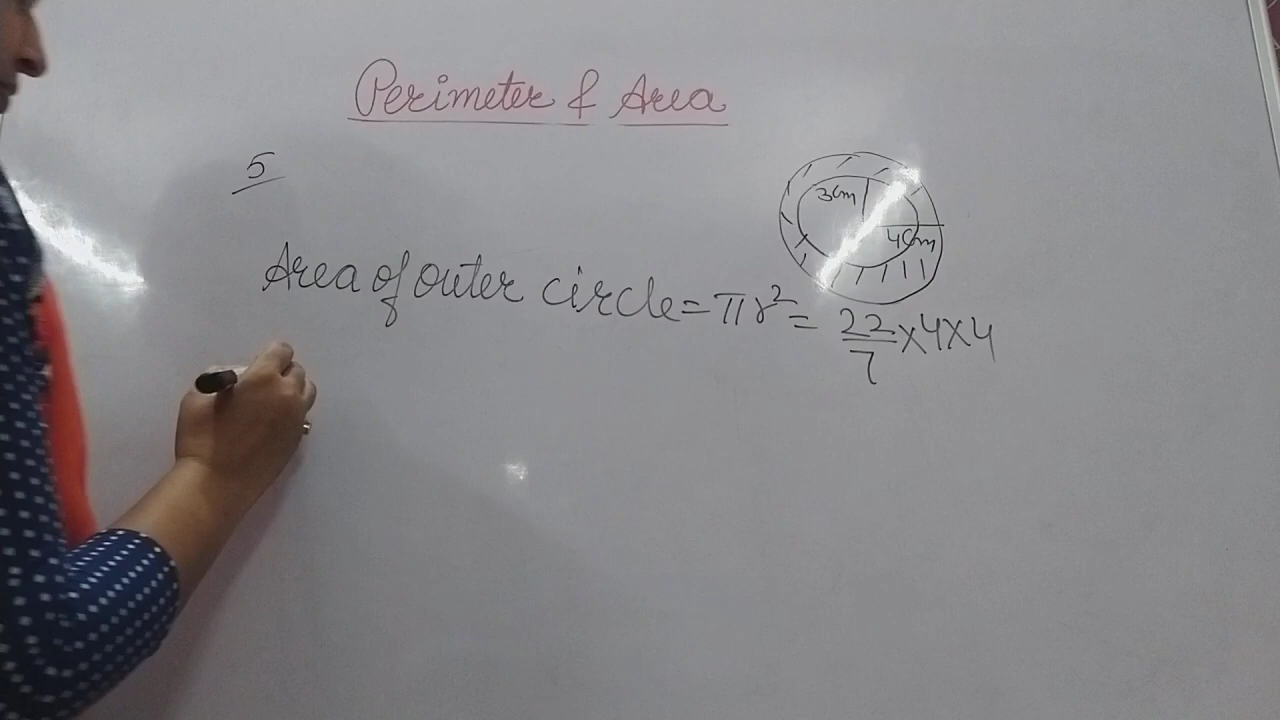 Perimeter & Area
5
3cm
4cm
Area of outer circle = πr² = 22/7 × 4 × 4